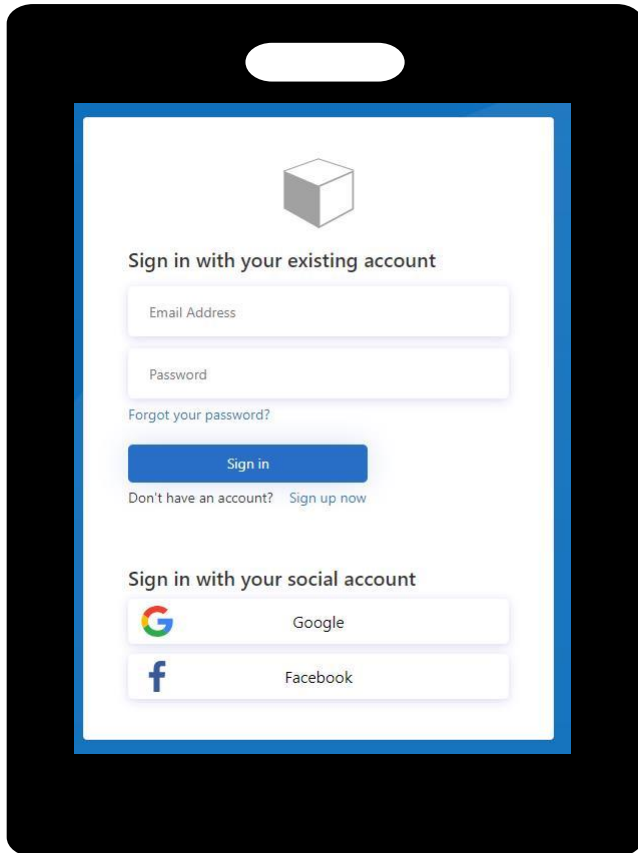 Sign in with your existing account
Email Address
Password
Forgot your password?
Sign in
Don't have an account? Sign up now
Sign in with your social account
Google
Facebook